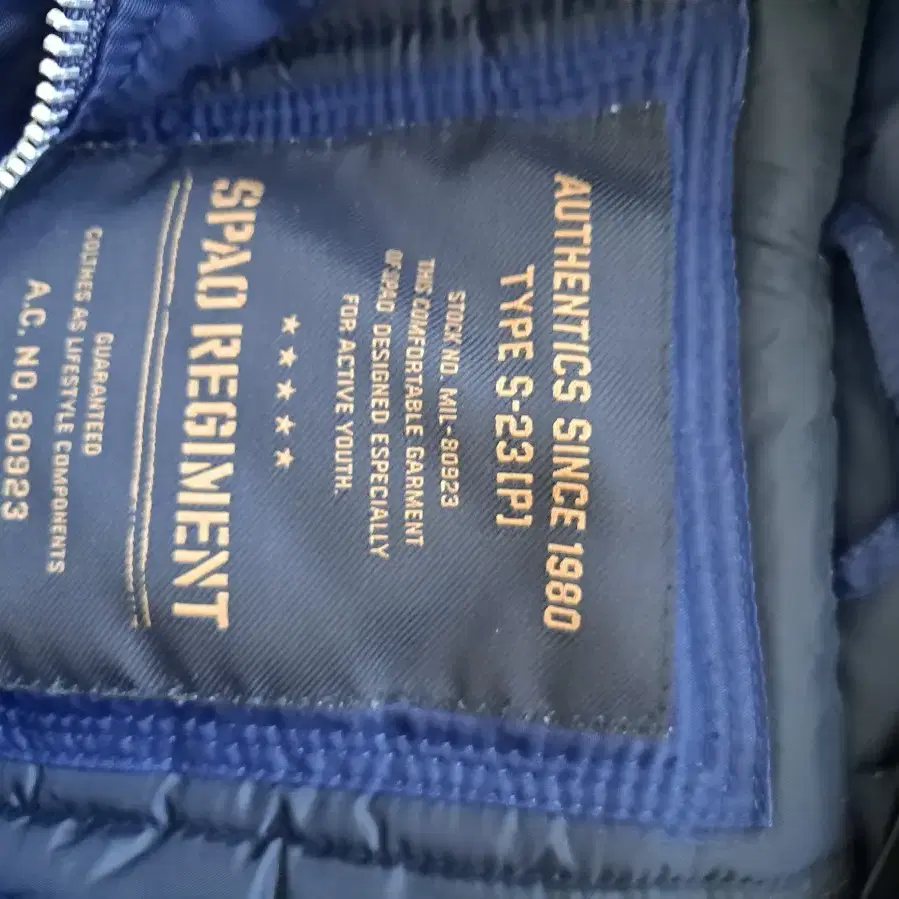 AUTHENTICS SINCE 1980
TYPE S-23 [P]
STOCK NO. MIL-80923
THIS COMFORTABLE GARMENT
OF SPAO DESIGNED ESPECIALLY
FOR ACTIVE YOUTH.
★★★★★
SPAO REGIMENT
GUARANTEED
COLTHES AS LIFESTYLE COMPONENTS
A.C. NO. 80923